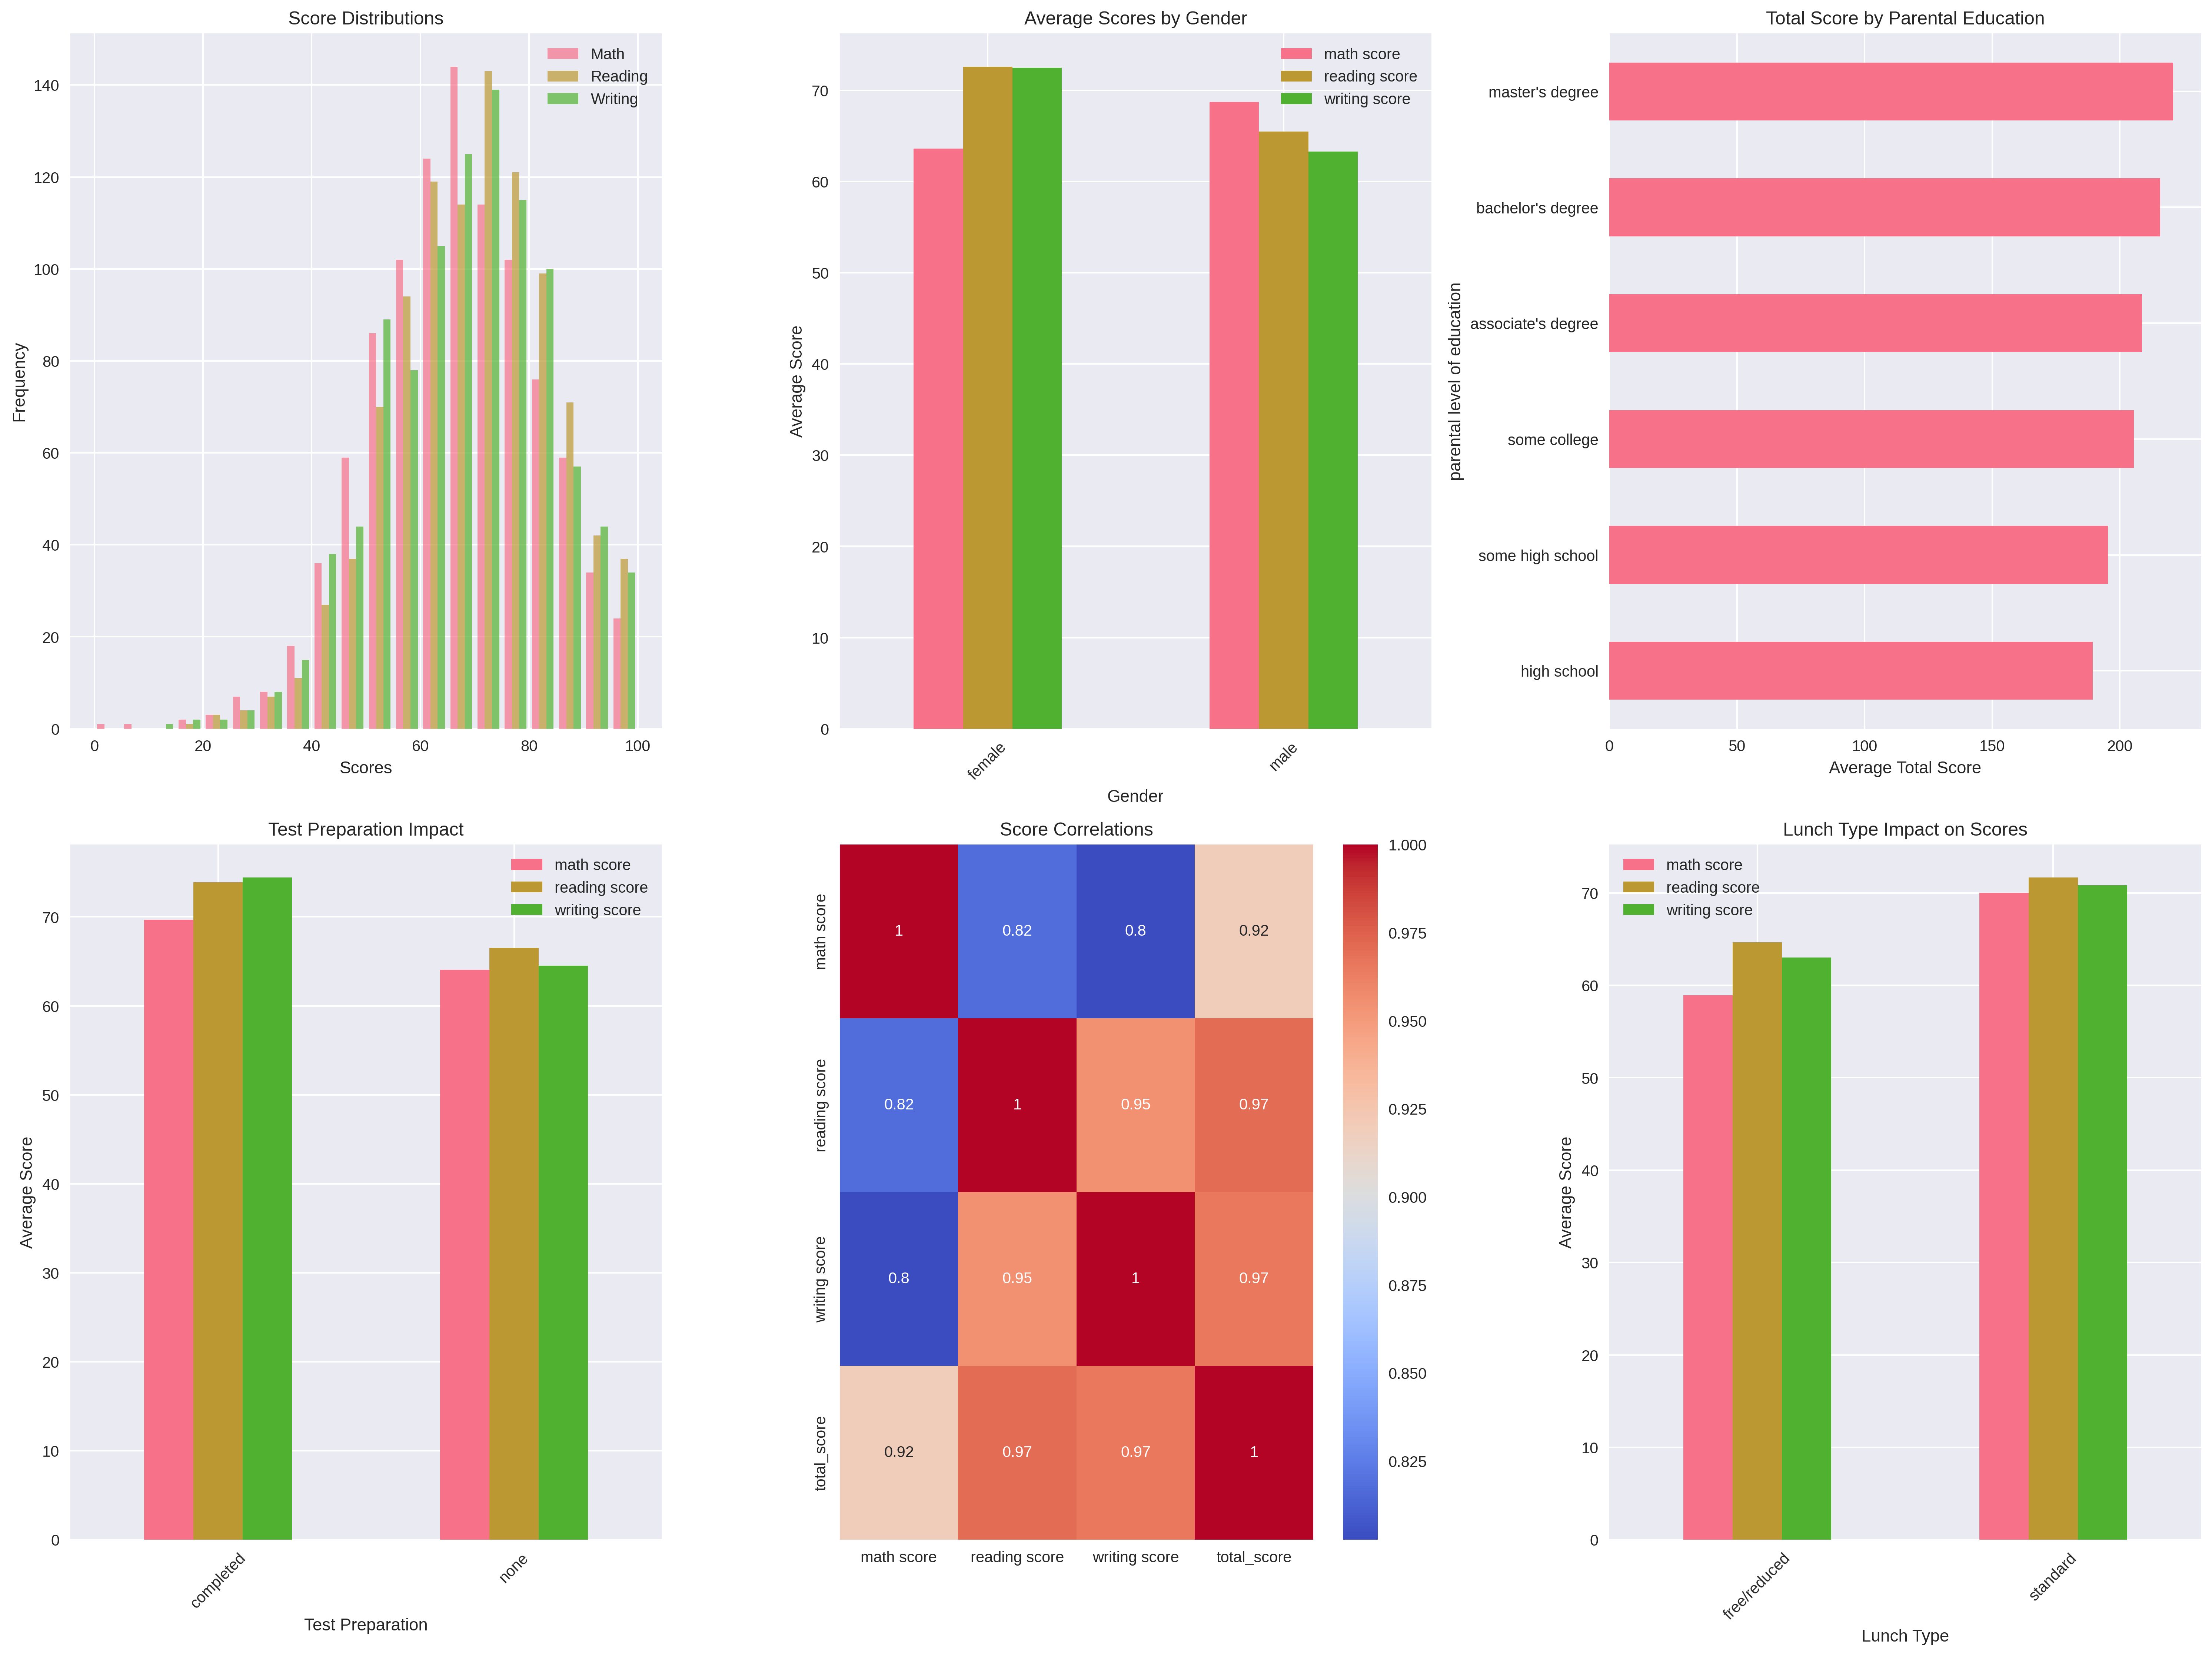 Score Distributions
Math
Reading
Writing
140
120
100
80
60
40
20
0
Frequency
0 20 40 60 80 100
Scores
Average Scores by Gender
math score
reading score
writing score
70
60
50
40
30
20
10
0
Average Score
female male
Gender
Total Score by Parental Education
master's degree
bachelor's degree
associate's degree
some college
some high school
high school
parental level of education
0 50 100 150 200
Average Total Score
Test Preparation Impact
math score
reading score
writing score
70
60
50
40
30
20
10
0
Average Score
completed none
Test Preparation
Score Correlations
math score
reading score
writing score
total_score
1 0.82 0.8 0.92
0.82 1 0.95 0.97
0.8 0.95 1 0.97
0.92 0.97 0.97 1
math score reading score writing score total_score
1.000
0.975
0.950
0.925
0.900
0.875
0.850
0.825
Lunch Type Impact on Scores
math score
reading score
writing score
70
60
50
40
30
20
10
0
Average Score
free/reduced standard
Lunch Type